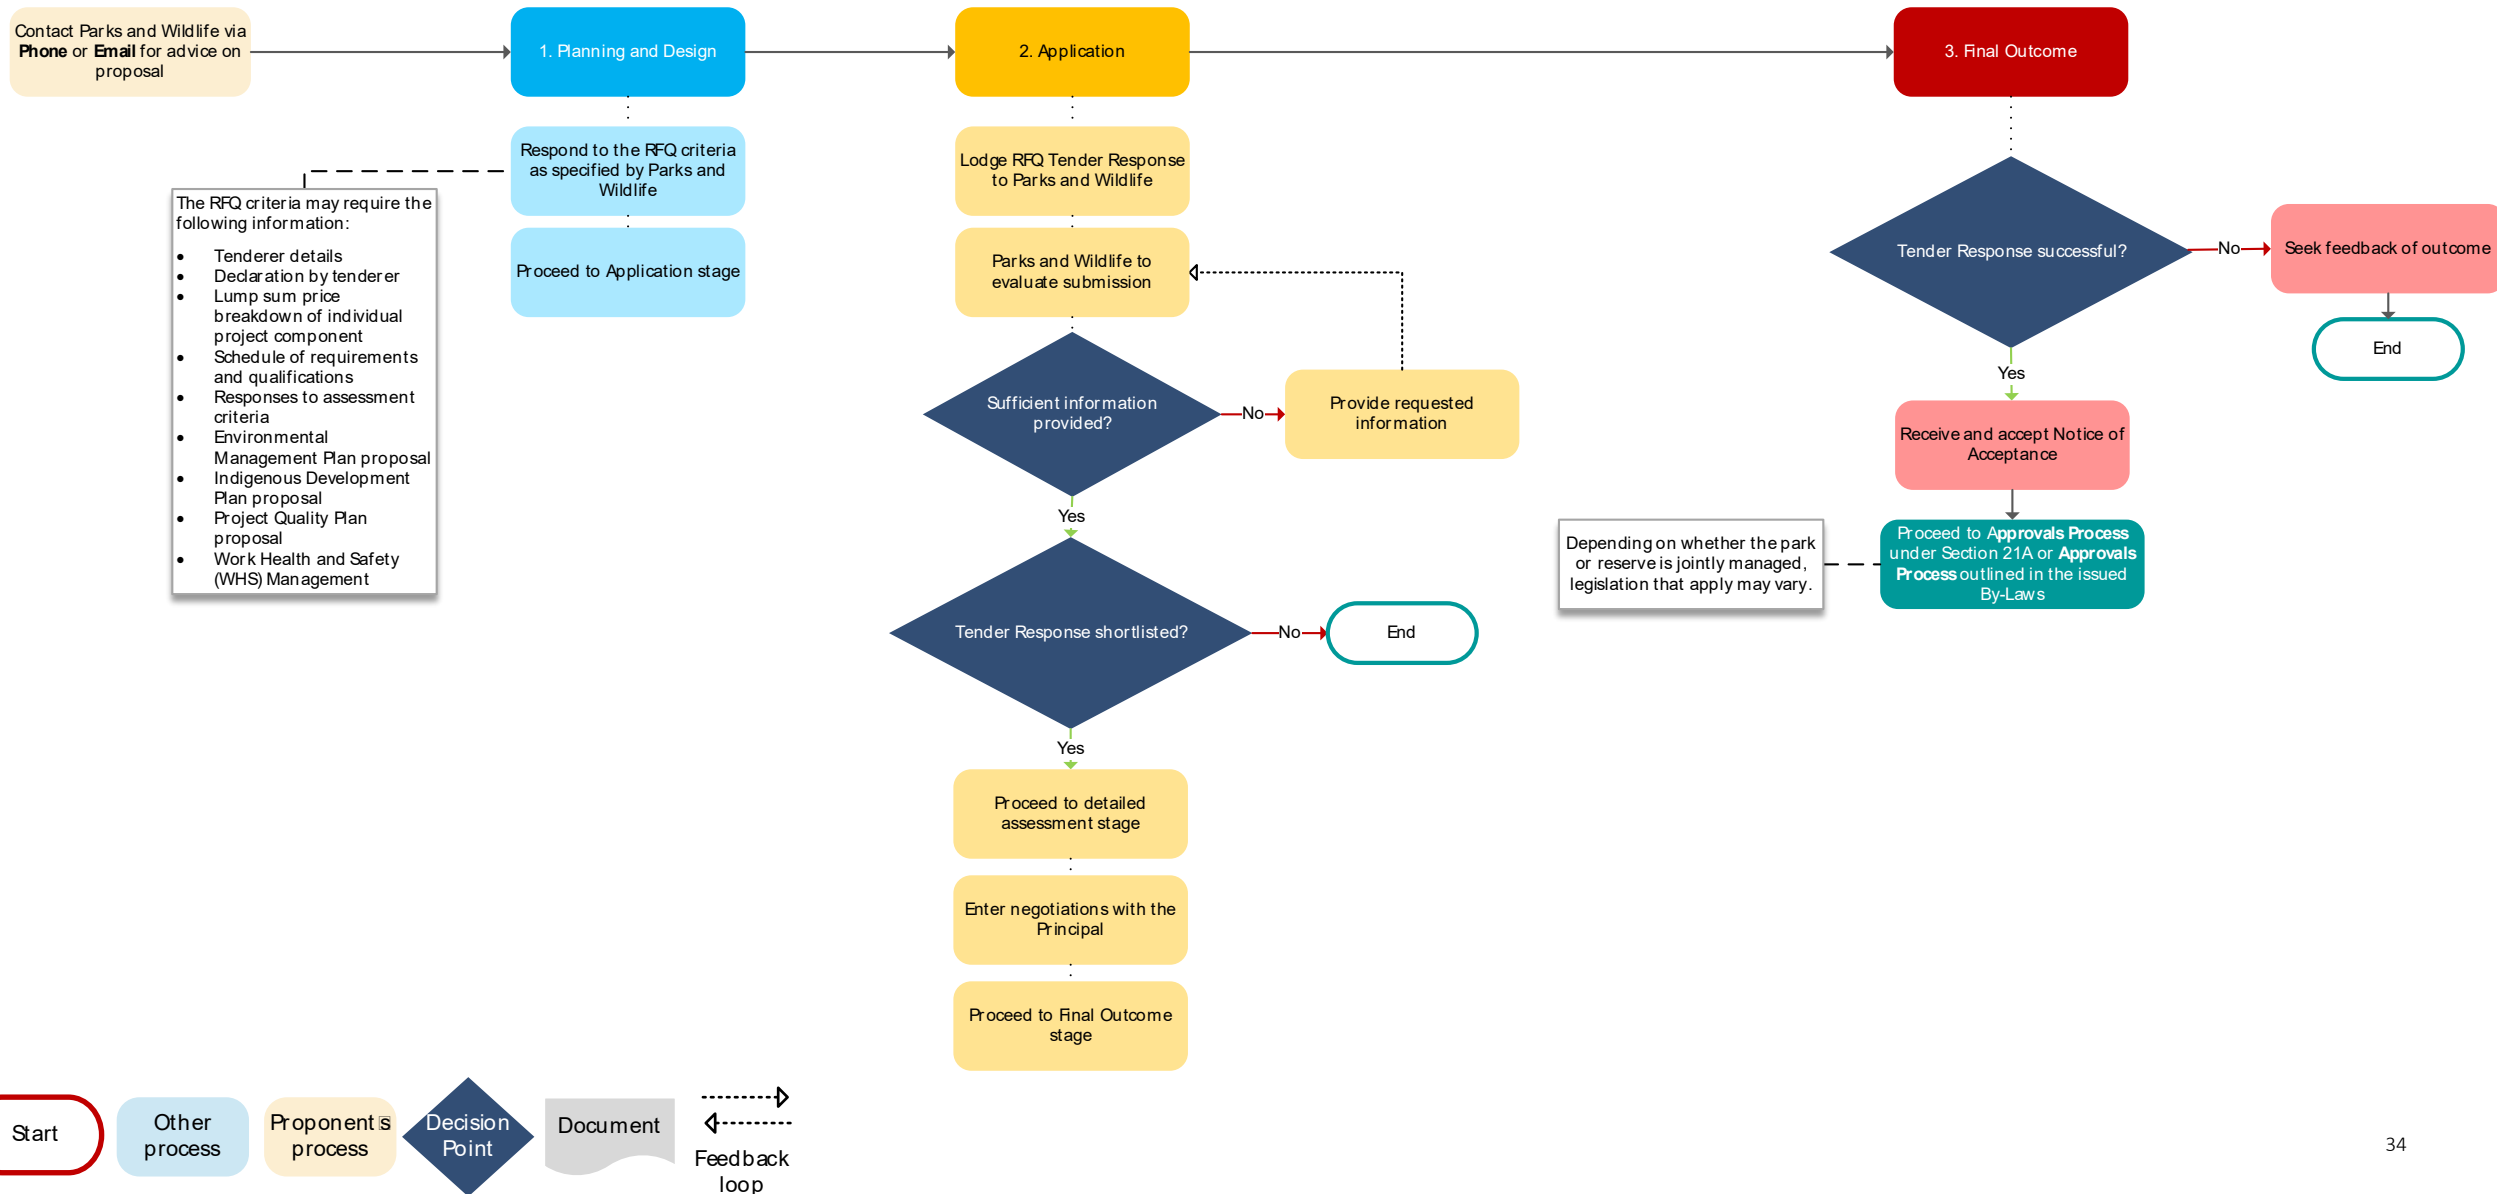 Contact Parks and Wildlife via
Phone or Email for advice on
proposal
1. Planning and Design
2. Application
3. Final Outcome
Respond to the RFQ criteria
as specified by Parks and
Wildlife
Proceed to Application stage
The RFQ criteria may require the
following information:
• Tenderer details
• Declaration by tenderer
• Lump sum price
breakdown of individual
project component
• Schedule of requirements
and qualifications
• Responses to assessment
criteria
• Environmental
Management Plan proposal
• Indigenous Development
Plan proposal
• Project Quality Plan
proposal
• Work Health and Safety
(WHS) Management
Lodge RFQ Tender Response
to Parks and Wildlife
Parks and Wildlife to
evaluate submission
Sufficient information
provided?
No
Provide requested
information
Yes
Tender Response shortlisted?
No
End
Yes
Proceed to detailed
assessment stage
Enter negotiations with the
Principal
Proceed to Final Outcome
stage
Tender Response successful?
No
Seek feedback of outcome
End
Yes
Receive and accept Notice of
Acceptance
Depending on whether the park
or reserve is jointly managed,
legislation that apply may vary.
Proceed to Approvals Process
under Section 21A or Approvals
Process outlined in the issued
By-Laws
Start
Other
process
Proponent s
process
Decision
Point
Document
Feedback
loop
34